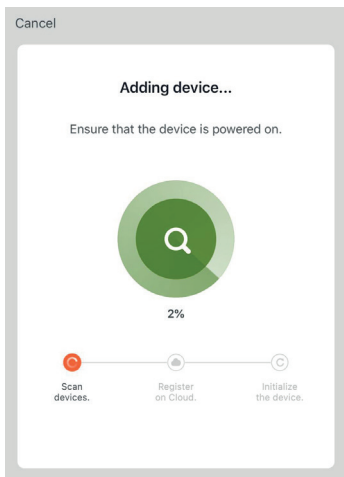 Cancel
Adding device...
Ensure that the device is powered on.
2%
Scan
devices.
Register
on Cloud.
Initialize
the device.